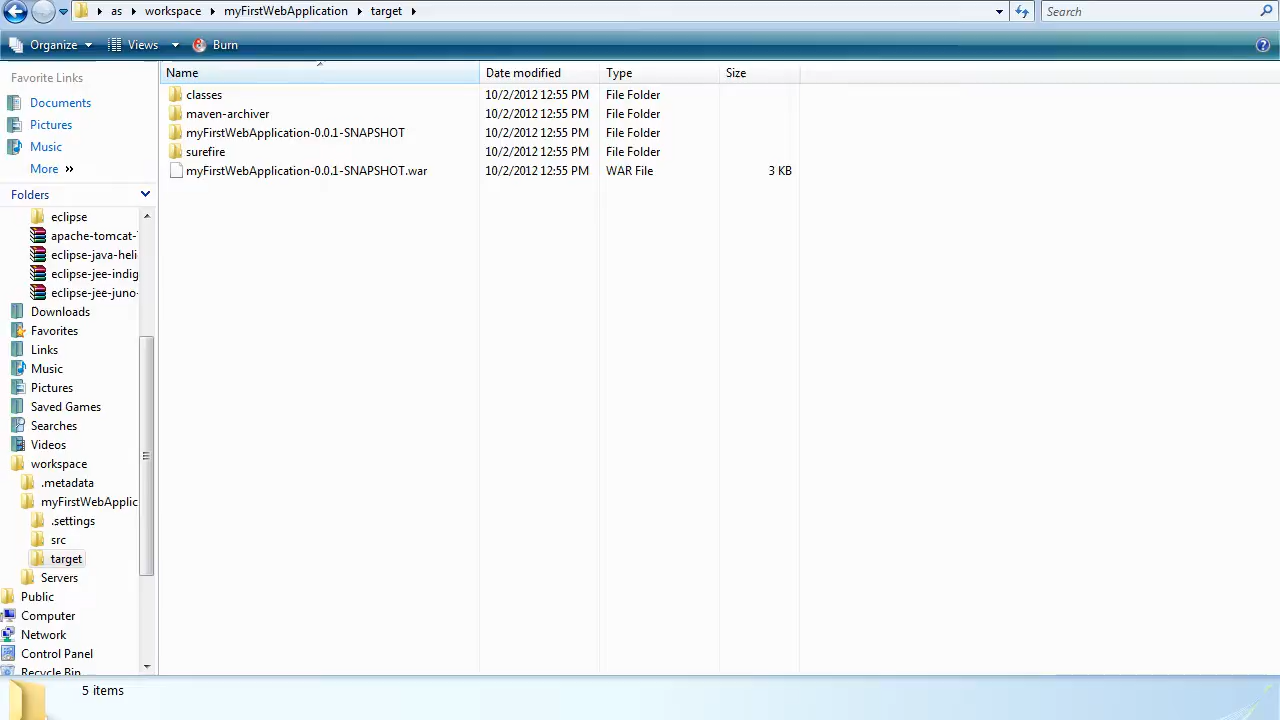 as workspace myFirstWebApplication target
Search
Organize Views Burn
Favorite Links
Documents
Pictures
Music
More »
Folders
eclipse
apache-tomcat-
eclipse-java-heli
eclipse-jee-indig
eclipse-jee-juno-
Downloads
Favorites
Links
Music
Pictures
Saved Games
Searches
Videos
workspace
.metadata
myFirstWebApplic
.settings
src
target
Servers
Public
Computer
Network
Control Panel
Recycle Bin
Name Date modified Type Size
classes 10/2/2012 12:55 PM File Folder
maven-archiver 10/2/2012 12:55 PM File Folder
myFirstWebApplication-0.0.1-SNAPSHOT 10/2/2012 12:55 PM File Folder
surefire 10/2/2012 12:55 PM File Folder
myFirstWebApplication-0.0.1-SNAPSHOT.war 10/2/2012 12:55 PM WAR File 3 KB
5 items